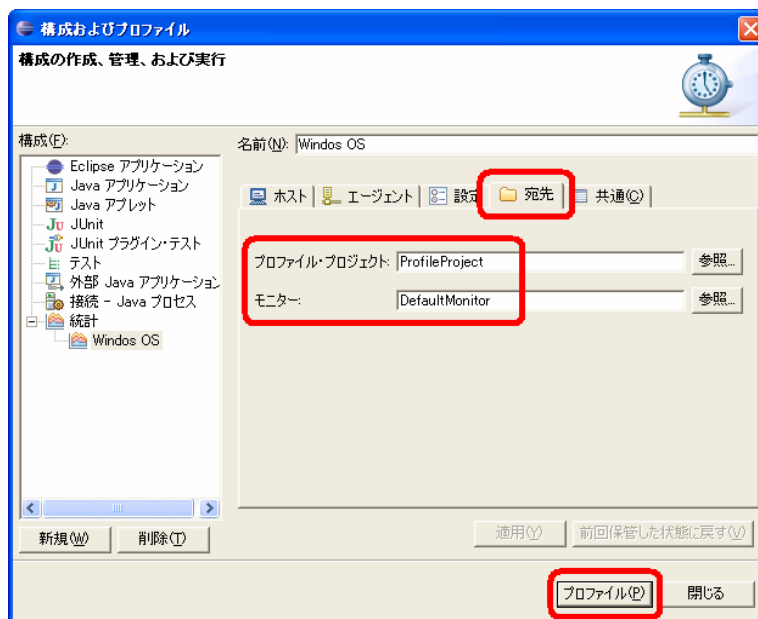 構成およびプロファイル
構成の作成、管理、および実行
構成(F):
Eclipse アプリケーション
Java アプリケーション
Java アプレット
JUnit
JUnit プラグイン・テスト
テスト
外部 Java アプリケーション
接続 - Java プロセス
統計
Windos OS
新規(W)
削除(T)
名前(N): Windos OS
ホスト エージェント 設定 宛先 共通(C)
プロファイル・プロジェクト: ProfileProject 参照...
モニター: DefaultMonitor 参照...
適用(Y) 前回保管した状態に戻す(V)
プロファイル(P) 閉じる